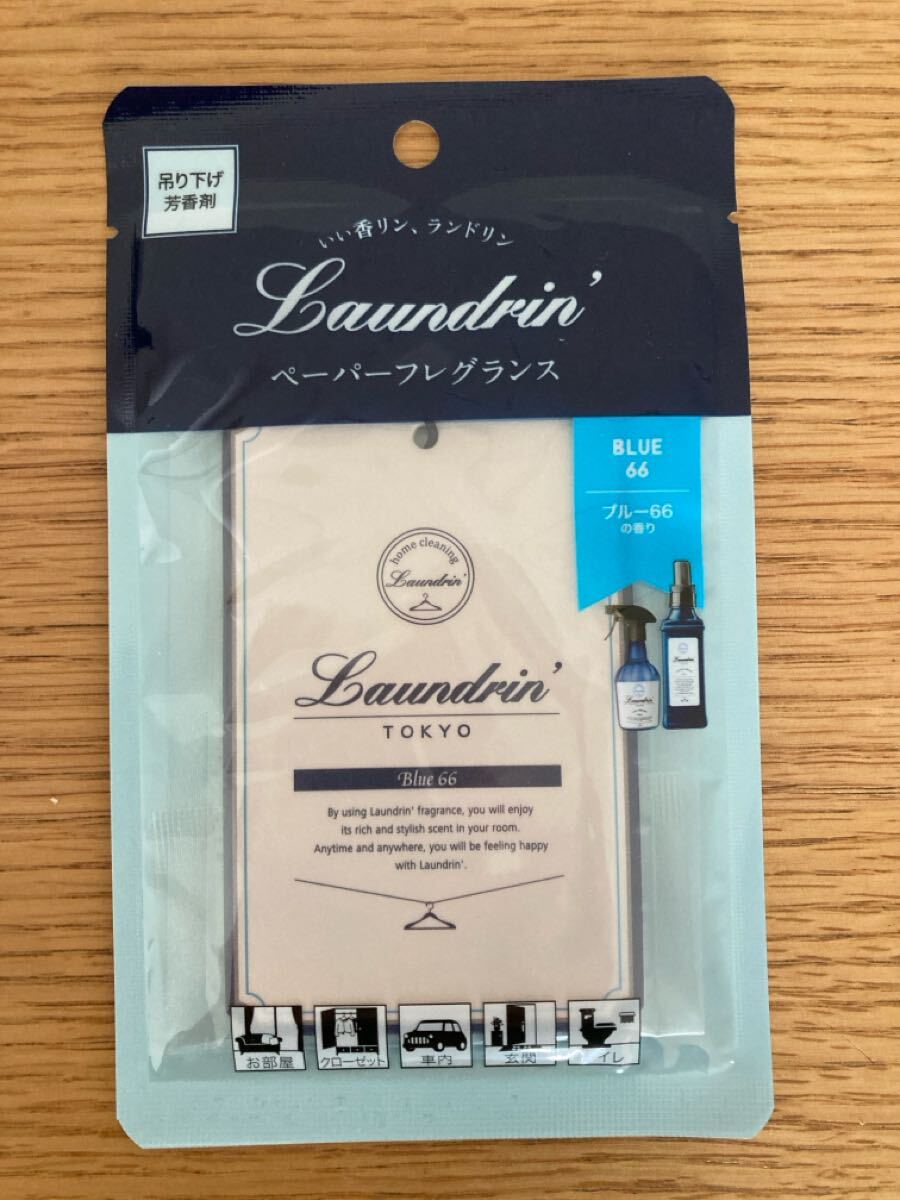 吊り下げ
芳香剤
いい香リン、ランドリン
Laundrin'
ペーパーフレグランス
BLUE
66
ブルー66
の香り
home cleaning
Laundrin'
Laundrin'
TOKYO
Blue 66
By using Laundrin' fragrance, you will enjoy
its rich and stylish scent in your room.
Anytime and anywhere, you will be feeling happy
with Laundrin'.
Laundrin'
Laundrin'
お部屋
クローゼット
車内
玄関
トイレ